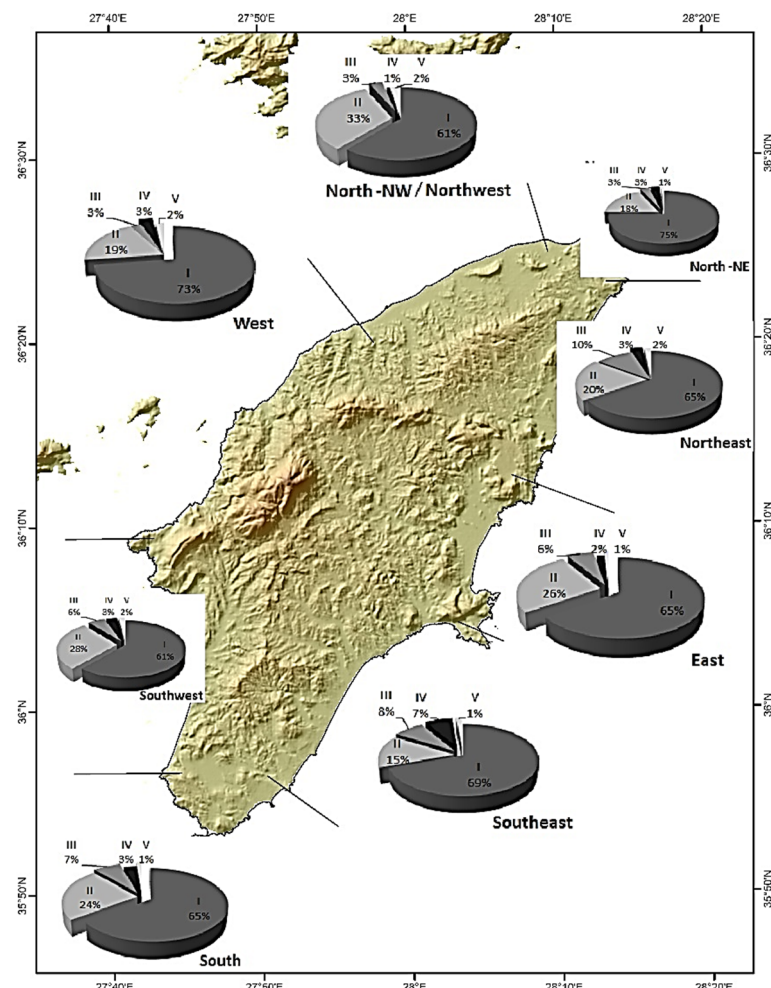 27°40'E 27°50'E 28°E 28°10'E 28°20'E
III IV V
3% 1% 2%
II
33%
I
61%
North -NW / Northwest
36°30'N
36°30'N
III IV V
3% 3% 1%
II
18%
I
75%
North -NE
III IV V
3% 3% 2%
II
19%
I
73%
West
36°20'N
36°20'N
III IV V
10% 3% 2%
II
20%
I
65%
Northeast
36°10'N
36°10'N
III IV V
6% 2% 1%
II
26%
I
65%
East
III IV V
6% 3% 2%
II
28%
I
61%
Southwest
36°N
36°N
III IV V
8% 7% 1%
II
15%
I
69%
Southeast
III IV V
7% 3% 1%
II
24%
I
65%
South
35°50'N
35°50'N
27°40'E 27°50'E 28°E 28°10'E 28°20'E